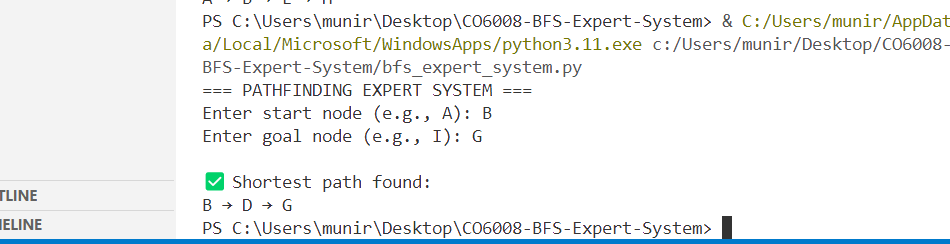 PS C:\Users\munir\Desktop\CO6008-BFS-Expert-System> & C:/Users/munir/AppDat
a/Local/Microsoft/WindowsApps/python3.11.exe c:/Users/munir/Desktop/CO6008-
BFS-Expert-System/bfs_expert_system.py
=== PATHFINDING EXPERT SYSTEM ===
Enter start node (e.g., A): B
Enter goal node (e.g., I): G
✅ Shortest path found:
TLINE
B → D → G
NELINE
PS C:\Users\munir\Desktop\CO6008-BFS-Expert-System>